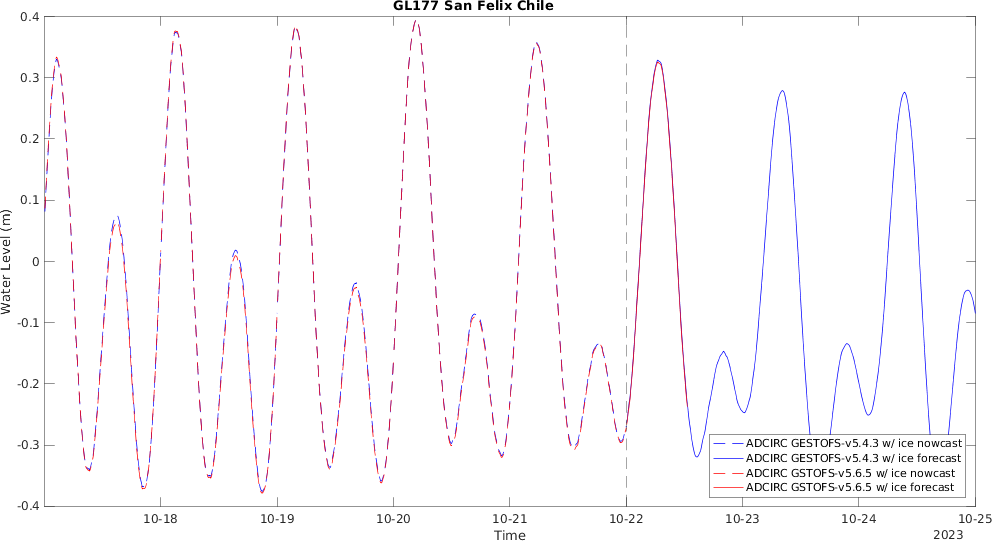 GL177 San Felix Chile
Water Level (m)
0.4
0.3
0.2
0.1
0
-0.1
-0.2
-0.3
-0.4
ADCIRC GESTOFS-v5.4.3 w/ ice nowcast
ADCIRC GESTOFS-v5.4.3 w/ ice forecast
ADCIRC GSTOFS-v5.6.5 w/ ice nowcast
ADCIRC GSTOFS-v5.6.5 w/ ice forecast
10-18 10-19 10-20 10-21 10-22 10-23 10-24 10-25
Time
2023